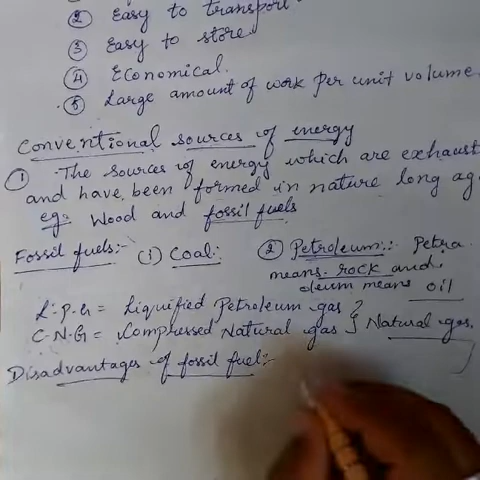 ② Easy to transport
③ Easy to store
④ Economical.
⑤ Large amount of work per unit volume.
Conventional sources of energy
① The sources of energy which are exhaust
and have been formed in nature long ag
eg: Wood and fossil fuels
Fossil fuels:- (1) Coal: ② Petroleum:- Petra
means rock and
oleum means oil
L.P.G = Liquified Petroleum gas }
C.N.G = Compressed Natural gas } Natural gas.
Disadvantages of fossil fuel:-